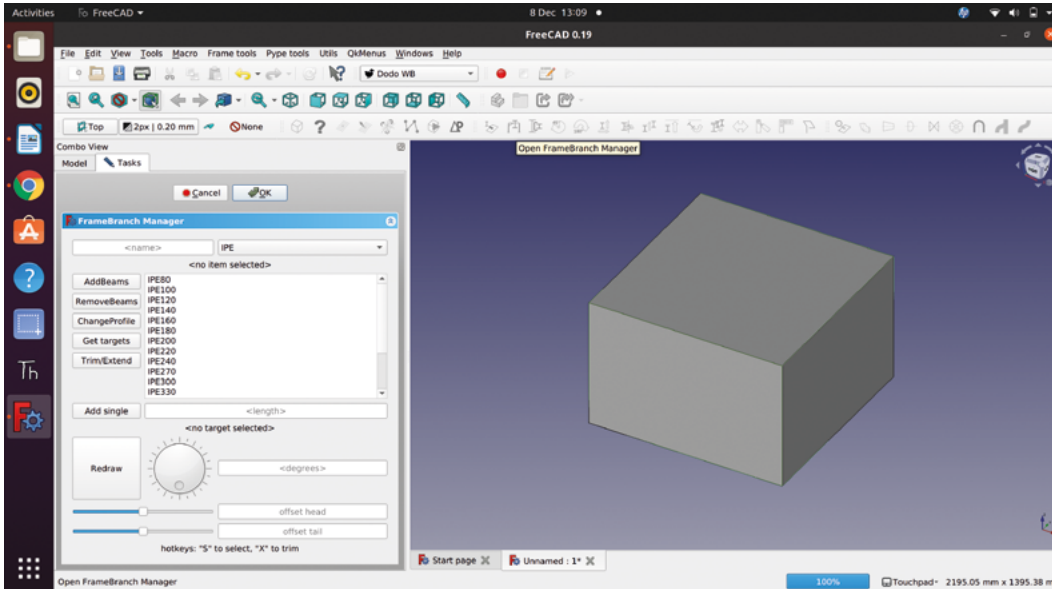 Activities
FreeCAD
8 Dec 13:09
FreeCAD 0.19
File Edit View Tools Macro Frame tools Pype tools Utils QkMenus Windows Help
Dodo WB
Top
2px | 0.20 mm
None
Open FrameBranch Manager
Combo View
Model
Tasks
Cancel
OK
FrameBranch Manager
<name>
IPE
<no item selected>
AddBeams
RemoveBeams
ChangeProfile
Get targets
Trim/Extend
IPE80
IPE100
IPE120
IPE140
IPE160
IPE180
IPE200
IPE220
IPE240
IPE270
IPE300
IPE330
Add single
<length>
<no target selected>
Redraw
<degrees>
offset head
offset tail
hotkeys: "S" to select, "X" to trim
Start page
Unnamed : 1*
Open FrameBranch Manager
100%
Touchpad
2195.05 mm x 1395.38 m
Th